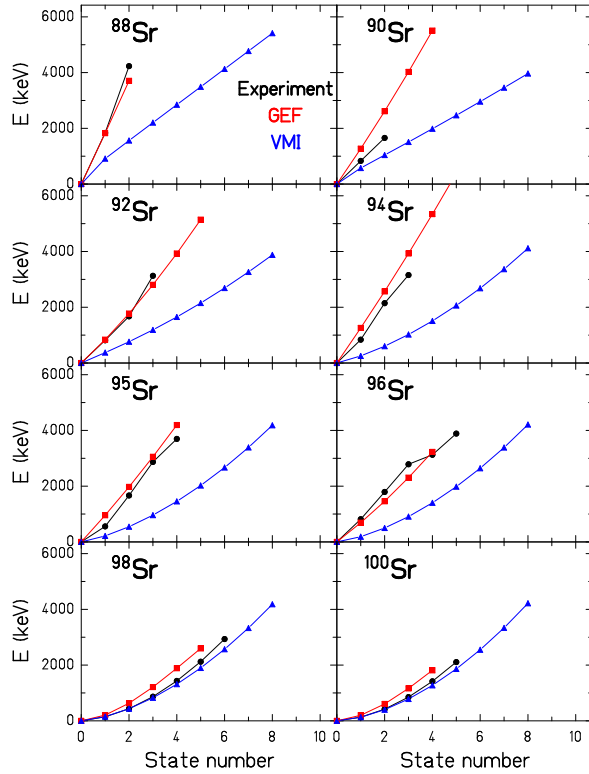 6000
4000
2000
0
E (keV)
⁸⁸Sr
Experiment
GEF
VMI
⁹⁰Sr
6000
4000
2000
0
E (keV)
⁹²Sr
⁹⁴Sr
6000
4000
2000
0
E (keV)
⁹⁵Sr
⁹⁶Sr
6000
4000
2000
0
E (keV)
⁹⁸Sr
¹⁰⁰Sr
0 2 4 6 8 10 0 2 4 6 8 10
State number State number